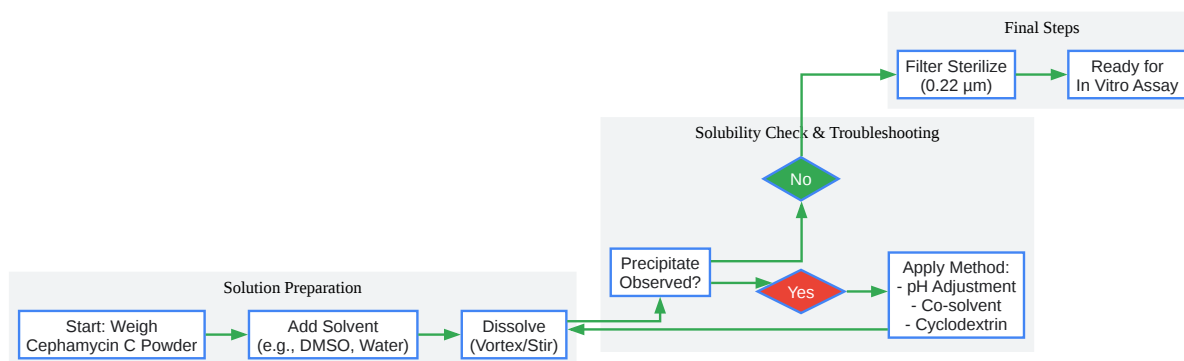 Final Steps
Filter Sterilize
(0.22 µm)
Ready for
In Vitro Assay
Solubility Check & Troubleshooting
No
Precipitate
Observed?
Yes
Apply Method:
- pH Adjustment
- Co-solvent
- Cyclodextrin
Solution Preparation
Start: Weigh
Cephamycin C Powder
Add Solvent
(e.g., DMSO, Water)
Dissolve
(Vortex/Stir)